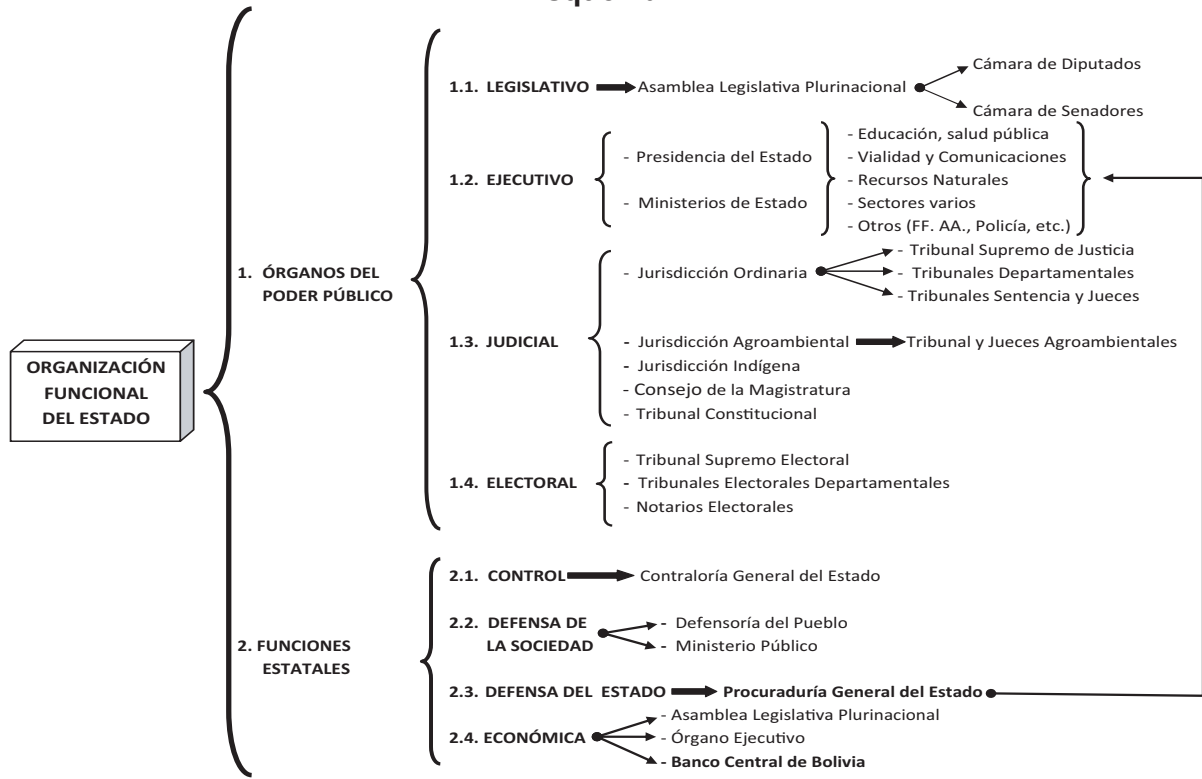 ORGANIZACIÓN
FUNCIONAL
DEL ESTADO
1. ÓRGANOS DEL
PODER PÚBLICO
1.1. LEGISLATIVO
Asamblea Legislativa Plurinacional
Cámara de Diputados
Cámara de Senadores
1.2. EJECUTIVO
- Presidencia del Estado
- Ministerios de Estado
- Educación, salud pública
- Vialidad y Comunicaciones
- Recursos Naturales
- Sectores varios
- Otros (FF. AA., Policía, etc.)
1.3. JUDICIAL
- Jurisdicción Ordinaria
- Tribunal Supremo de Justicia
- Tribunales Departamentales
- Tribunales Sentencia y Jueces
- Jurisdicción Agroambiental
Tribunal y Jueces Agroambientales
- Jurisdicción Indígena
- Consejo de la Magistratura
- Tribunal Constitucional
1.4. ELECTORAL
- Tribunal Supremo Electoral
- Tribunales Electorales Departamentales
- Notarios Electorales
2. FUNCIONES
ESTATALES
2.1. CONTROL
Contraloría General del Estado
2.2. DEFENSA DE
LA SOCIEDAD
- Defensoría del Pueblo
- Ministerio Público
2.3. DEFENSA DEL ESTADO
Procuraduría General del Estado
2.4. ECONÓMICA
- Asamblea Legislativa Plurinacional
- Órgano Ejecutivo
- Banco Central de Bolivia